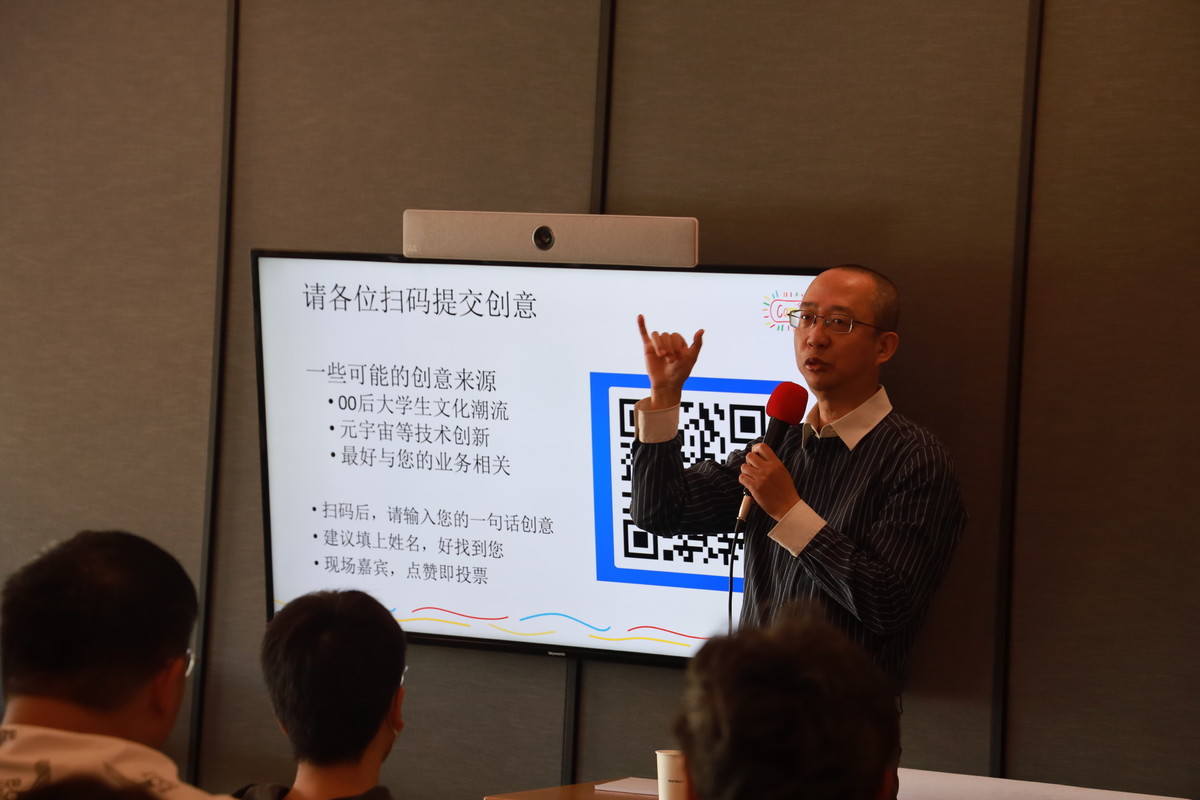 请各位扫码提交创意
一些可能的创意来源
• 00后大学生文化潮流
• 元宇宙等技术创新
• 最好与您的业务相关
• 扫码后，请输入您的一句话创意
• 建议填上姓名，好找到您
• 现场嘉宾，点赞即投票